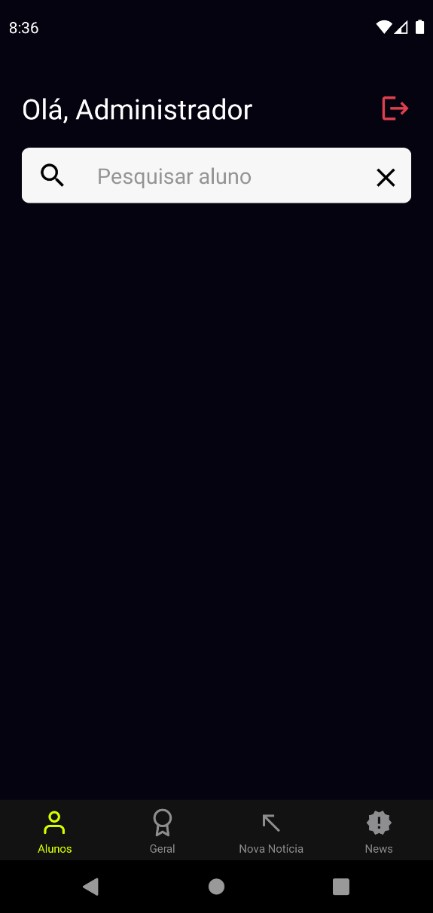 8:36
Olá, Administrador
Pesquisar aluno
Alunos
Geral
Nova Notícia
News